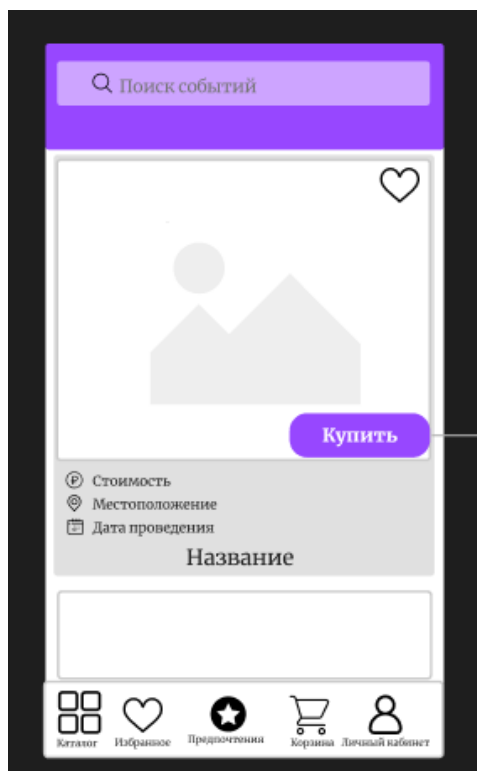 Поиск событий
Купить
₽ Стоимость
Местоположение
Дата проведения
Название
Каталог Избранное Предпочтения Корзина Личный кабинет